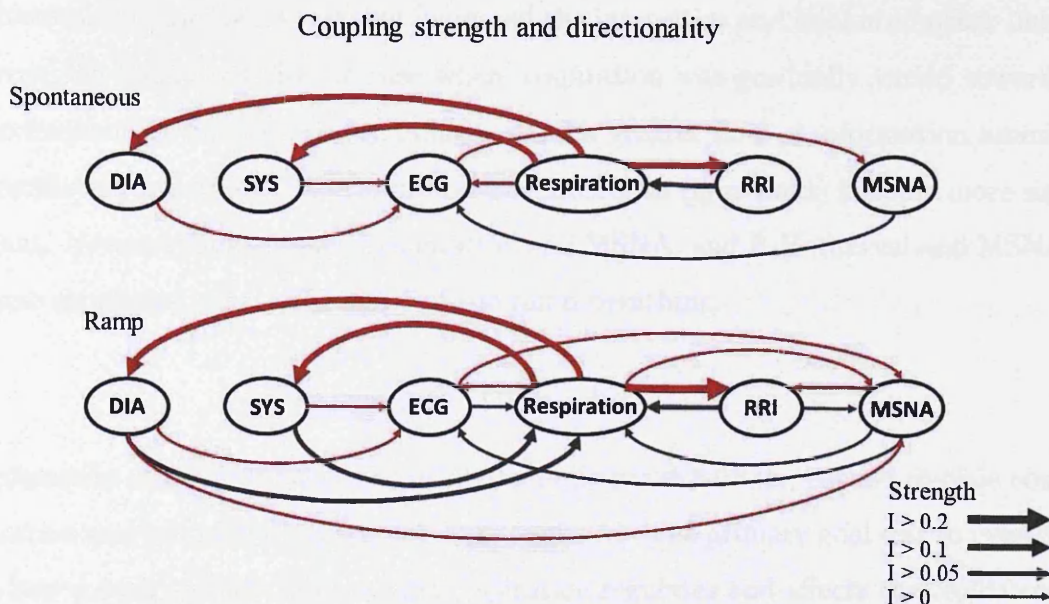 Coupling strength and directionality
Spontaneous
DIA SYS ECG Respiration RRI MSNA
Ramp
DIA SYS ECG Respiration RRI MSNA
Strength
I > 0.2
I > 0.1
I > 0.05
I > 0